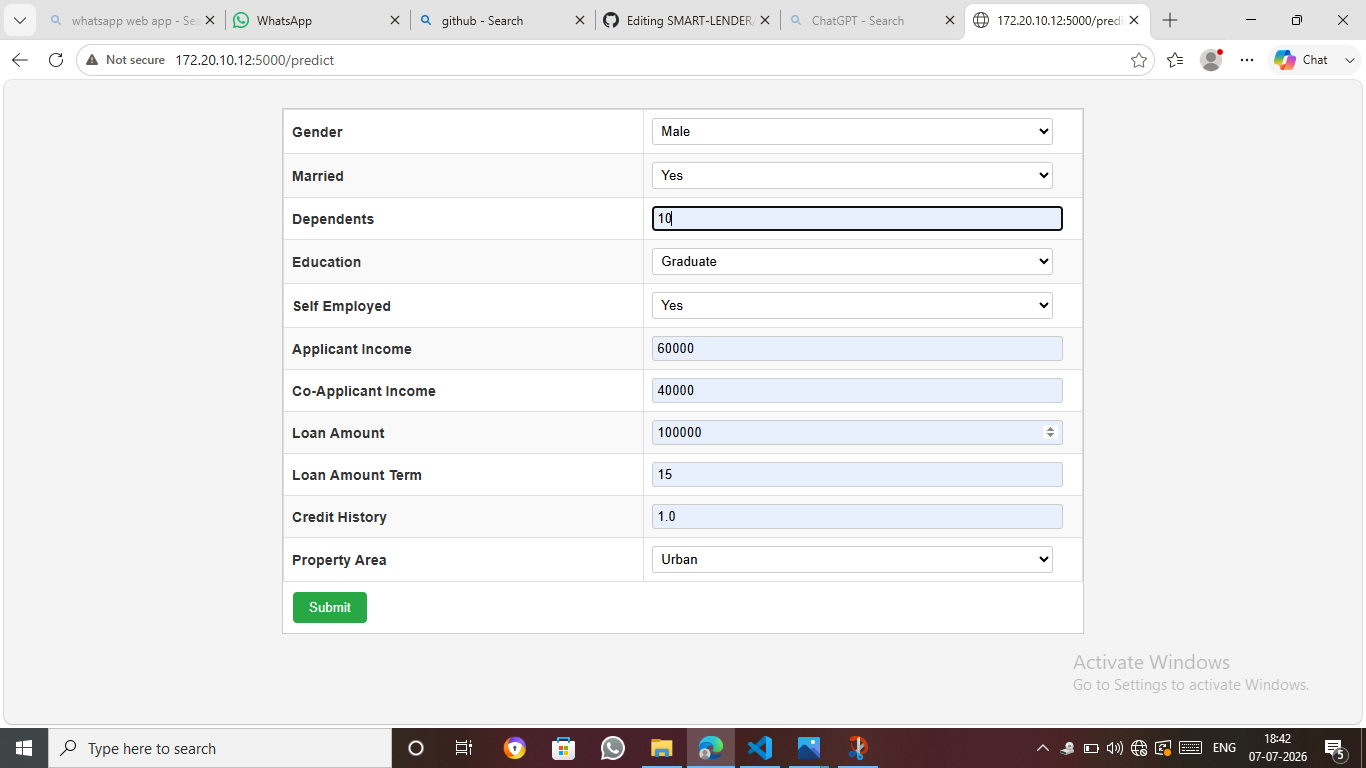 whatsapp web app - Sea
WhatsApp
github - Search
Editing SMART-LENDER
ChatGPT - Search
172.20.10.12:5000/predi
Not secure 172.20.10.12:5000/predict
Chat
Gender Male
Married Yes
Dependents 10
Education Graduate
Self Employed Yes
Applicant Income 60000
Co-Applicant Income 40000
Loan Amount 100000
Loan Amount Term 15
Credit History 1.0
Property Area Urban
Submit
Activate Windows
Go to Settings to activate Windows.
Type here to search
ENG
18:42
07-07-2026
5